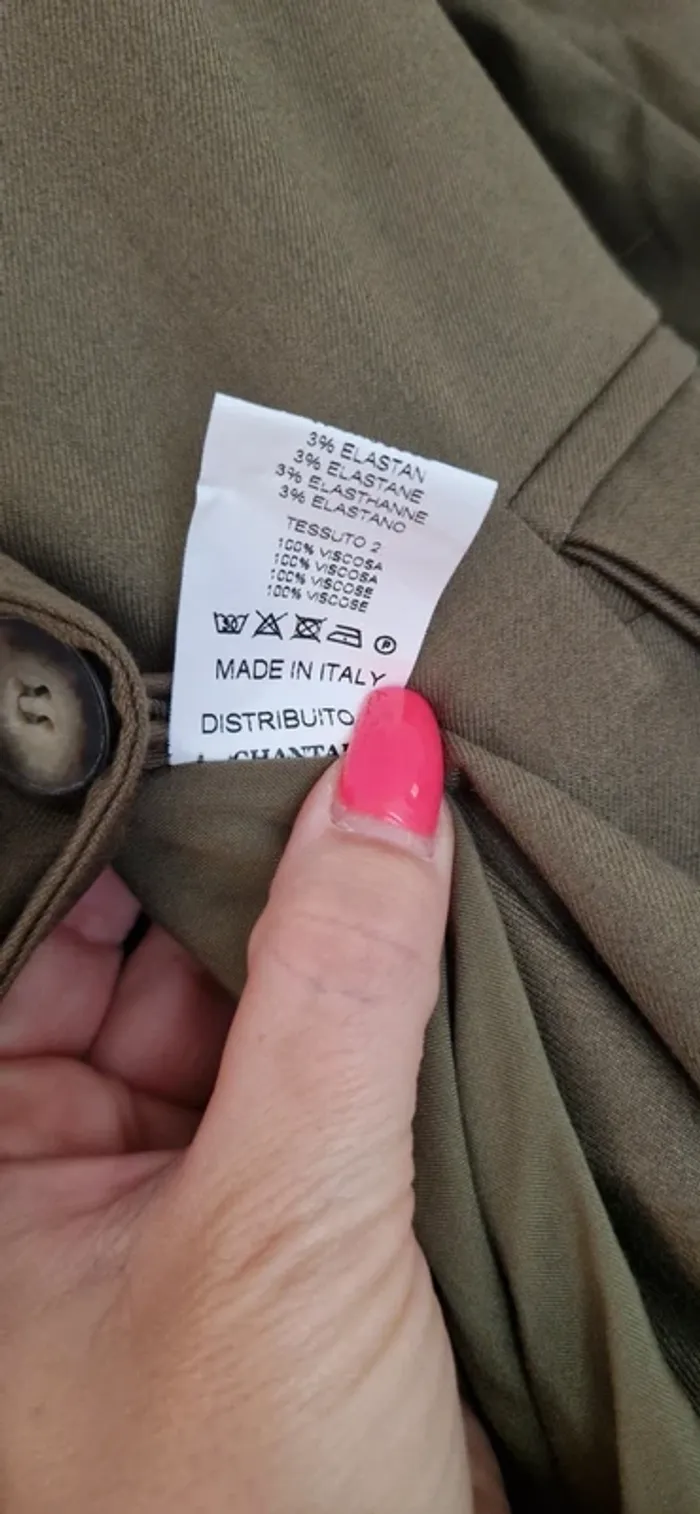 3% ELASTAN
3% ELASTANE
3% ELASTHANNE
3% ELASTANO
TESSUTO 2
100% VISCOSA
100% VISCOSA
100% VISCOSE
100% VISCOSE
P
MADE IN ITALY
DISTRIBUITO